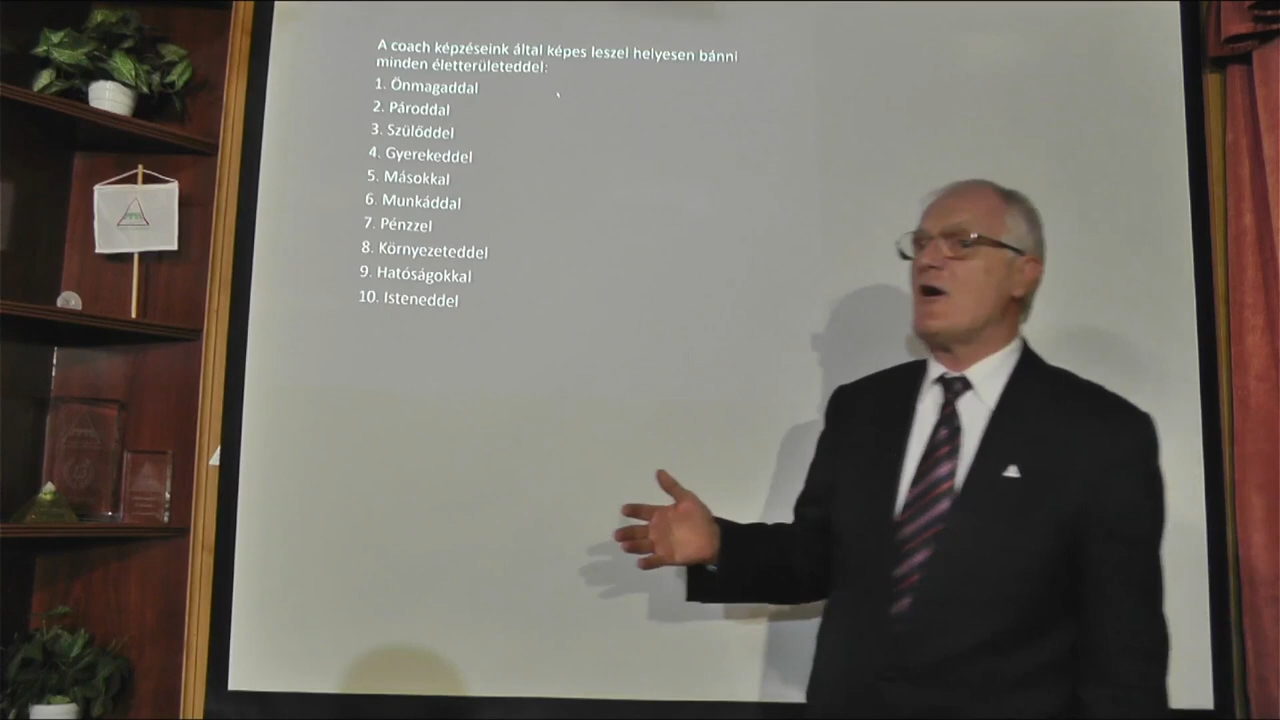 A coach képzéseink által képes leszel helyesen bánni
minden életterületeddel:
1. Önmagaddal
2. Pároddal
3. Szülőddel
4. Gyerekeddel
5. Másokkal
6. Munkáddal
7. Pénzzel
8. Környezeteddel
9. Hatóságokkal
10. Isteneddel